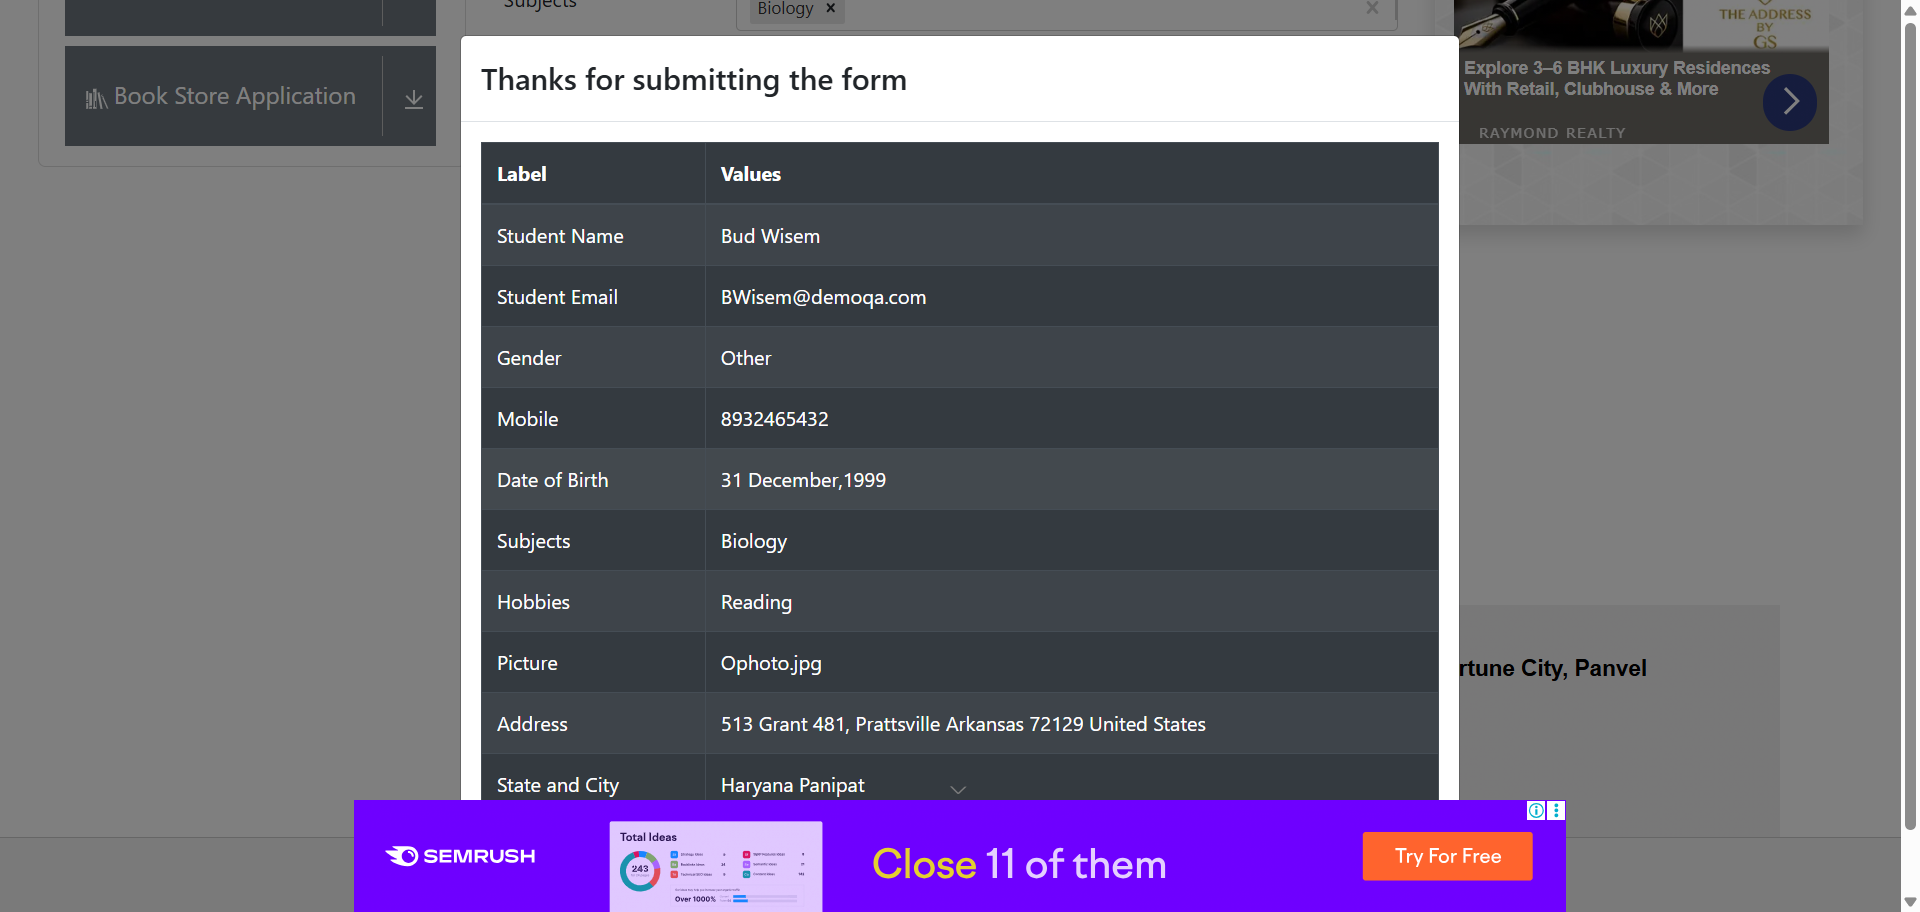 Subjects
Biology ×
Book Store Application
Thanks for submitting the form
Label Values
Student Name Bud Wisem
Student Email BWisem@demoqa.com
Gender Other
Mobile 8932465432
Date of Birth 31 December,1999
Subjects Biology
Hobbies Reading
Picture Ophoto.jpg
Address 513 Grant 481, Prattsville Arkansas 72129 United States
State and City Haryana Panipat
THE ADDRESS
BY
GS
Explore 3–6 BHK Luxury Residences
With Retail, Clubhouse & More
RAYMOND REALTY
rtune City, Panvel
SEMRUSH
Total Ideas
243
Over 1000%
Close 11 of them
Try For Free